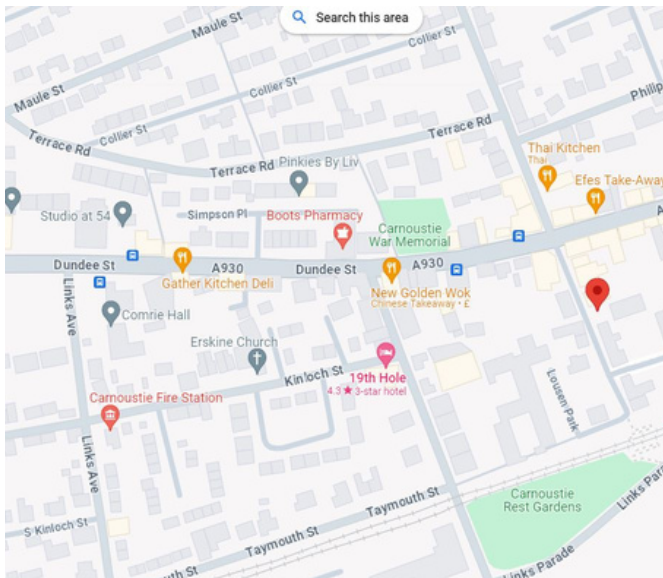 Search this area
Maule St
Collier St
Collier St
Maule St
Collier St
Terrace Rd
Terrace Rd
Terrace Rd
Thai Kitchen
Thai
Pinkies By Liv
Efes Take-Away
Studio at 54
Simpson Pl
Boots Pharmacy
Carnoustie
War Memorial
Dundee St
A930
Dundee St
A930
Gather Kitchen Deli
New Golden Wok
Chinese Takeaway • £
Links Ave
Comrie Hall
Erskine Church
Kinloch St
19th Hole
4.3 ★ 3-star hotel
Lousen Park
Carnoustie Fire Station
Links Ave
Taymouth St
Carnoustie
Rest Gardens
S Kinloch St
Taymouth St
Links Parade